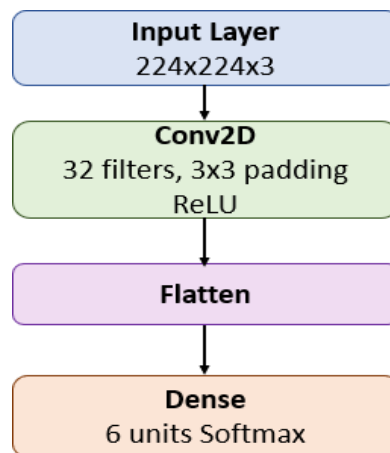 Input Layer
224x224x3
Conv2D
32 filters, 3x3 padding
ReLU
Flatten
Dense
6 units Softmax